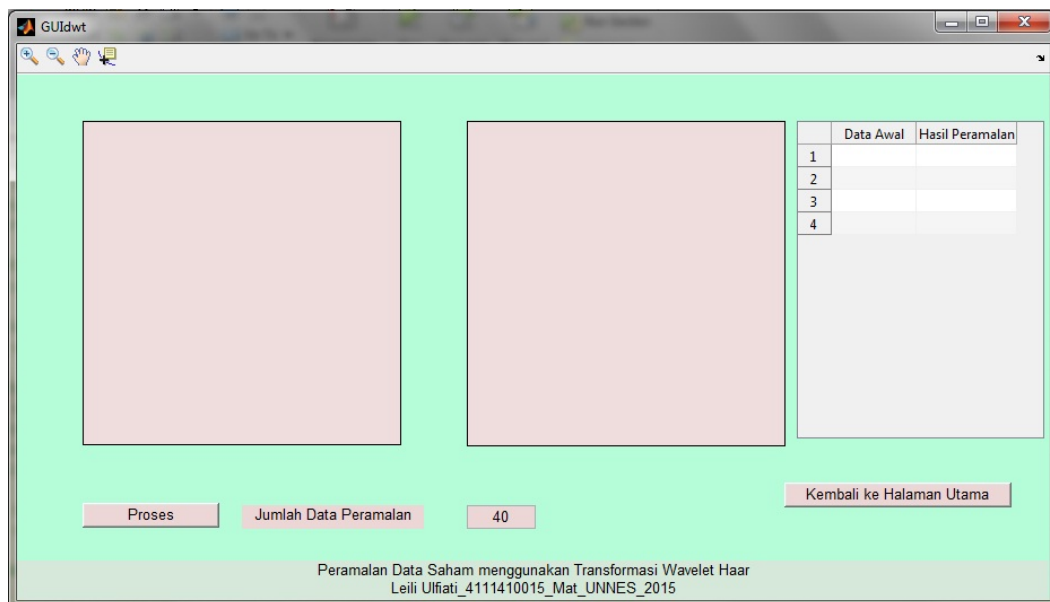 GUIdwt
Data Awal Hasil Peramalan
1
2
3
4
Kembali ke Halaman Utama
Proses Jumlah Data Peramalan 40
Peramalan Data Saham menggunakan Transformasi Wavelet Haar
Leili Ulfiati_4111410015_Mat_UNNES_2015